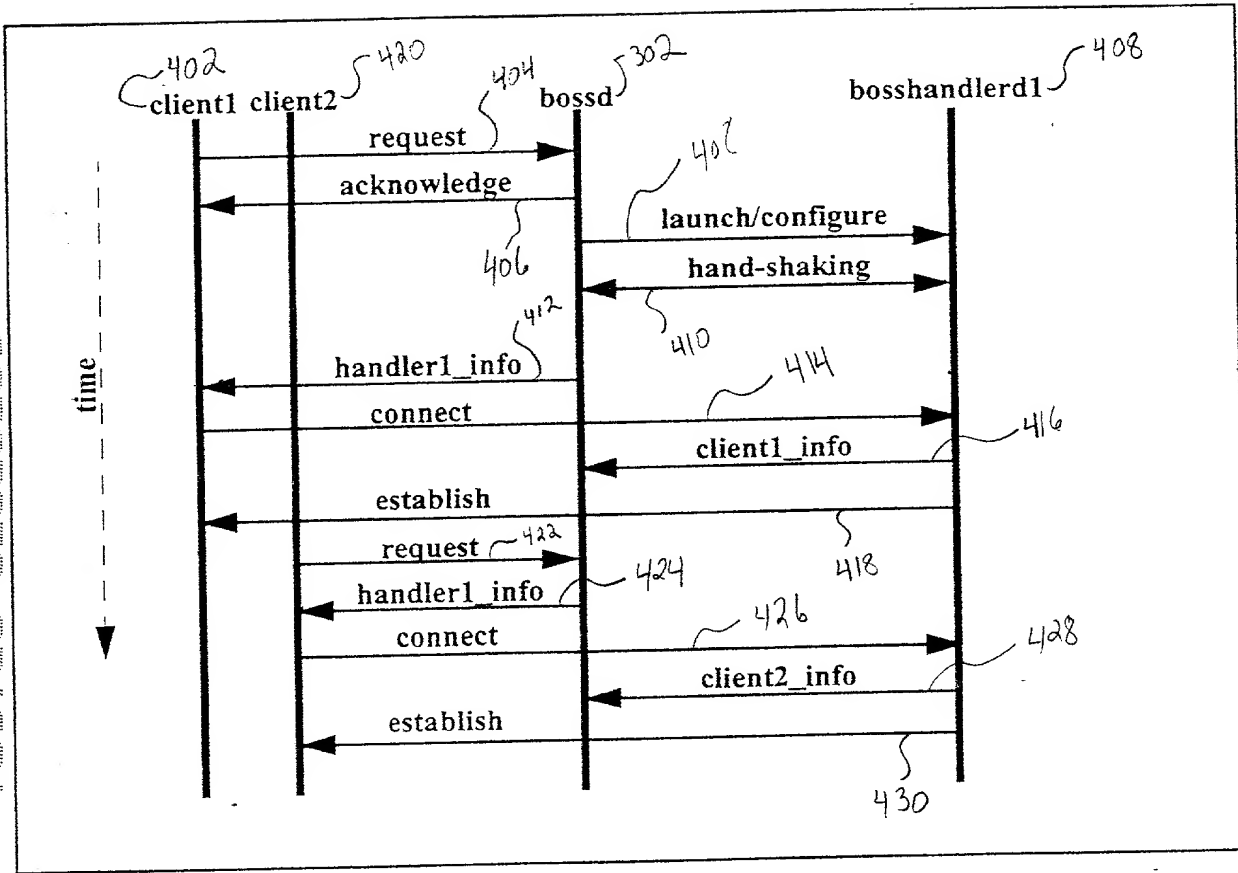 402 420 404 302 408
client1 client2 bossd bosshandlerd1
request
acknowledge
402
launch/configure
406
hand-shaking
410
412
handler1_info
414
time
connect
416
client1_info
establish
418
request 422
handler1_info 424
426
connect
428
client2_info
establish
430